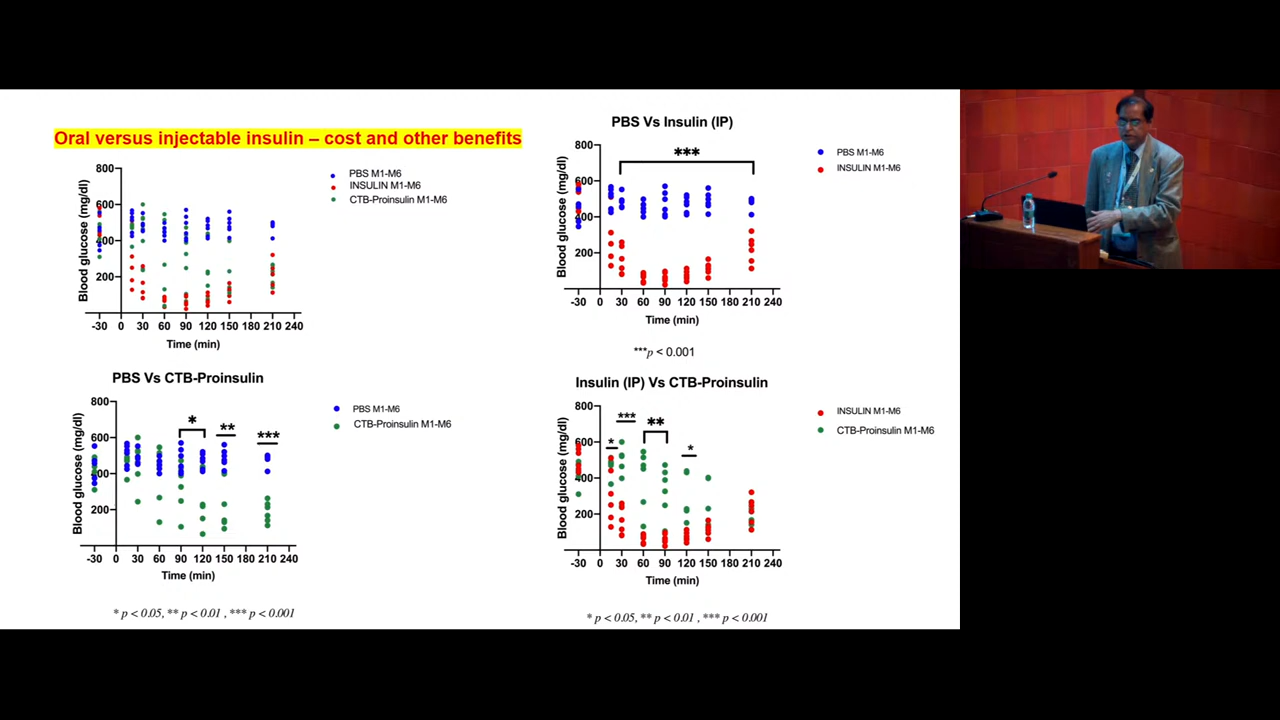 Oral versus injectable insulin – cost and other benefits
Blood glucose (mg/dl)
800
600
400
200
-30 0 30 60 90 120 150 180 210 240
Time (min)
PBS M1-M6
INSULIN M1-M6
CTB-Proinsulin M1-M6
PBS Vs Insulin (IP)
Blood glucose (mg/dl)
800
600
400
200
***
-30 0 30 60 90 120 150 180 210 240
Time (min)
PBS M1-M6
INSULIN M1-M6
***p < 0.001
PBS Vs CTB-Proinsulin
Blood glucose (mg/dl)
800
600
400
200
* ** ***
-30 0 30 60 90 120 150 180 210 240
Time (min)
PBS M1-M6
CTB-Proinsulin M1-M6
* p < 0.05, ** p < 0.01 , *** p < 0.001
Insulin (IP) Vs CTB-Proinsulin
Blood glucose (mg/dl)
800
600
400
200
* *** ** *
-30 0 30 60 90 120 150 180 210 240
Time (min)
INSULIN M1-M6
CTB-Proinsulin M1-M6
* p < 0.05, ** p < 0.01 , *** p < 0.001